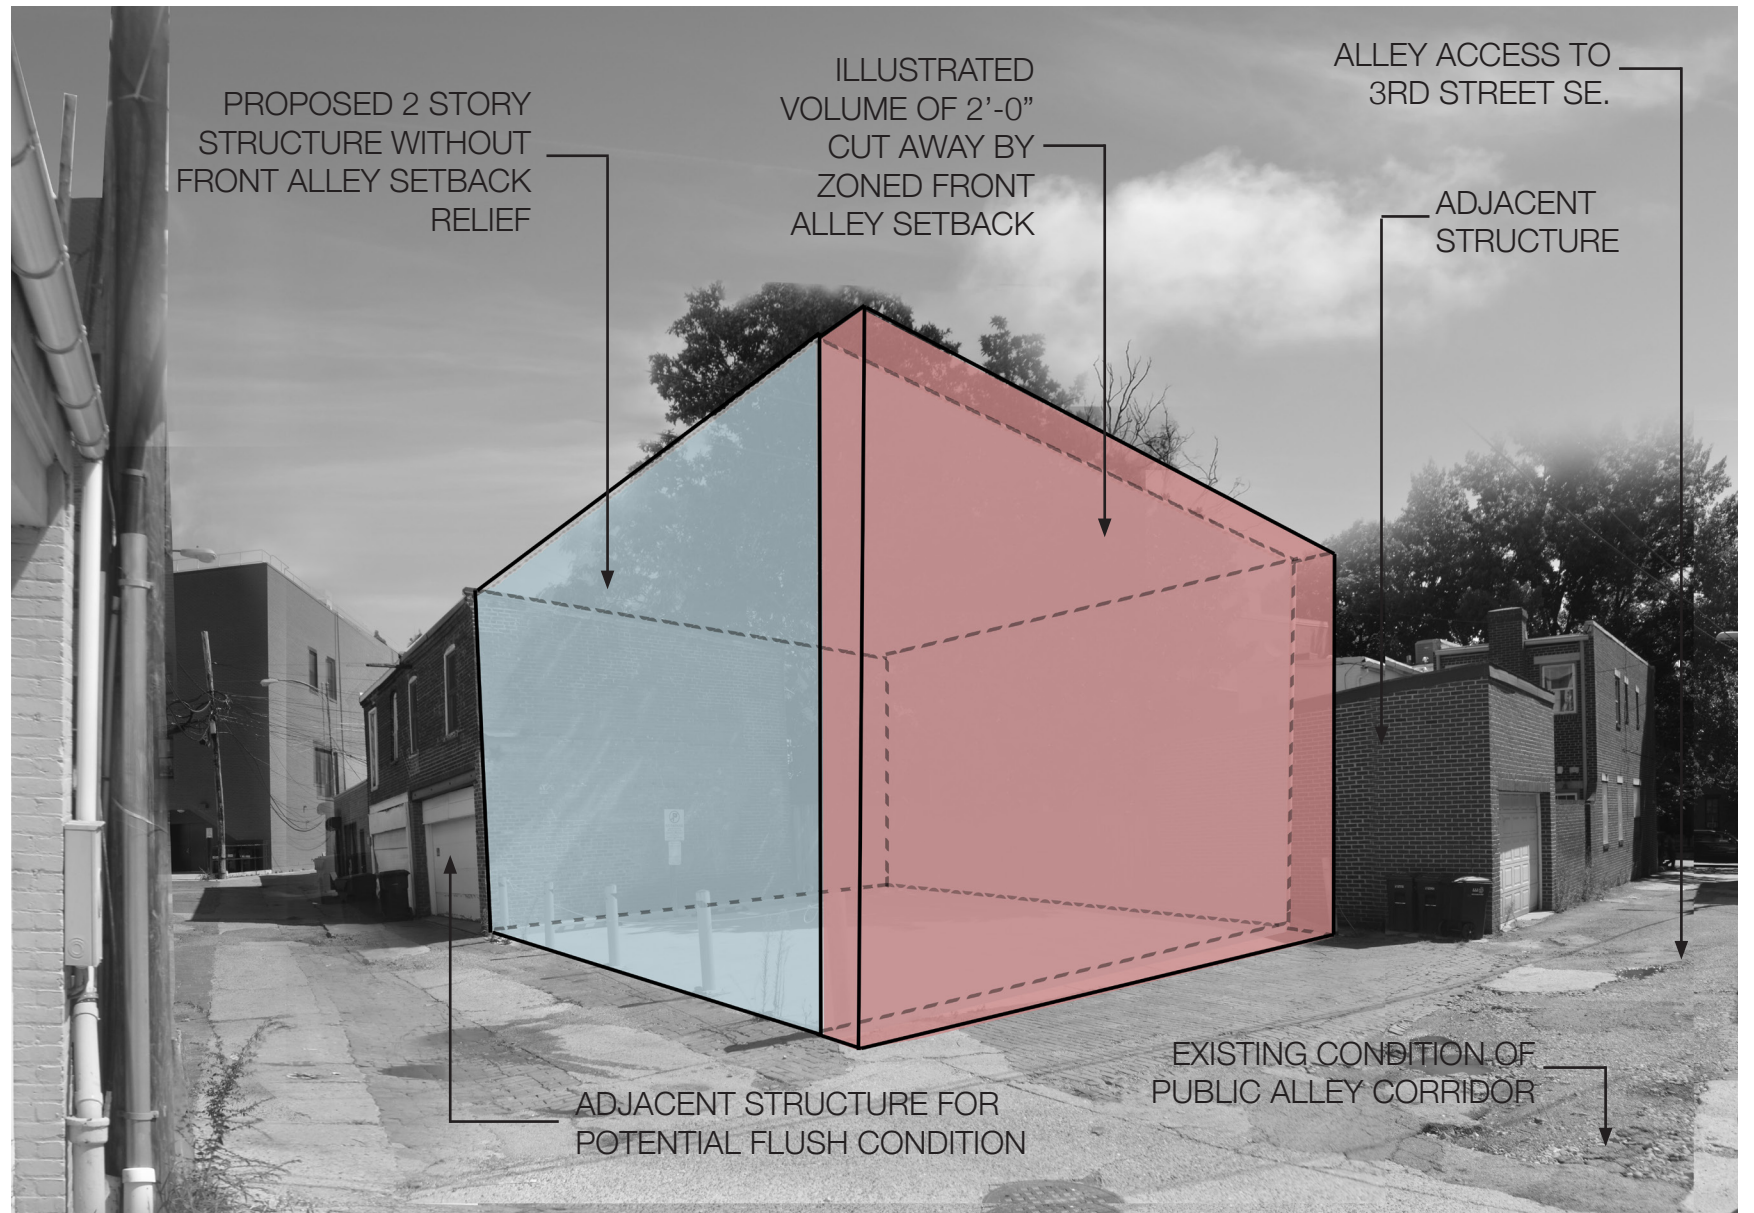 PROPOSED 2 STORY
STRUCTURE WITHOUT
FRONT ALLEY SETBACK
RELIEF
ILLUSTRATED
VOLUME OF 2’-0”
CUT AWAY BY
ZONED FRONT
ALLEY SETBACK
ALLEY ACCESS TO
3RD STREET SE.
ADJACENT
STRUCTURE
EXISTING CONDITION OF
PUBLIC ALLEY CORRIDOR
ADJACENT STRUCTURE FOR
POTENTIAL FLUSH CONDITION